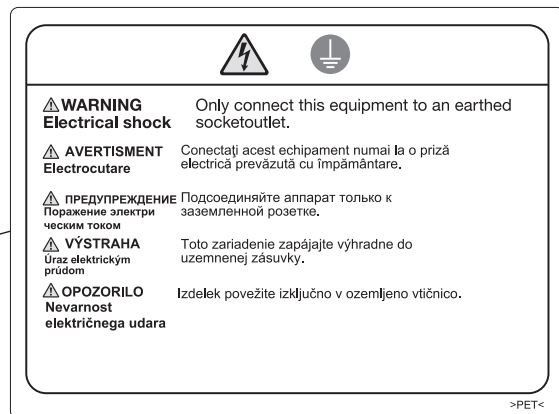 ⚠WARNING
Electrical shock
Only connect this equipment to an earthed
socketoutlet.
⚠ AVERTISMENT
Electrocutare
Conectaţi acest echipament numai la o priză
electrică prevăzută cu împământare.
⚠ ПРЕДУПРЕЖДЕНИЕ
Поражение электри
ческим током
Подсоединяйте аппарат только к
заземленной розетке.
⚠ VÝSTRAHA
Úraz elektrickým
prúdom
Toto zariadenie zapájajte výhradne do
uzemnenej zásuvky.
⚠OPOZORILO
Nevarnost
električnega udara
Izdelek povežite izključno v ozemljeno vtičnico.
>PET<